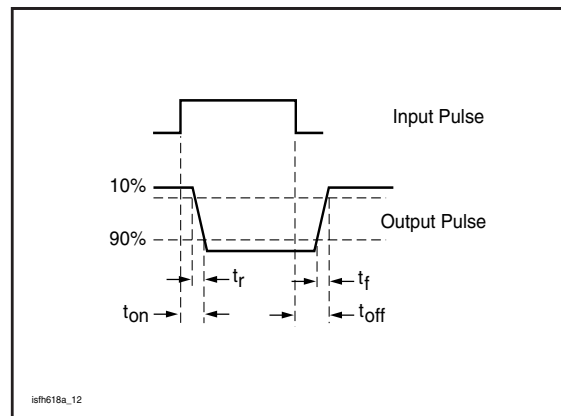 Input Pulse
10%
Output Pulse
90%
tr
tf
ton
toff
isfh618a_12